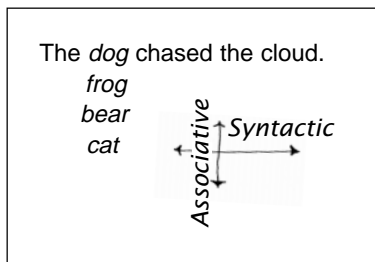 The dog chased the cloud.
frog
bear
cat
Associative
Syntactic